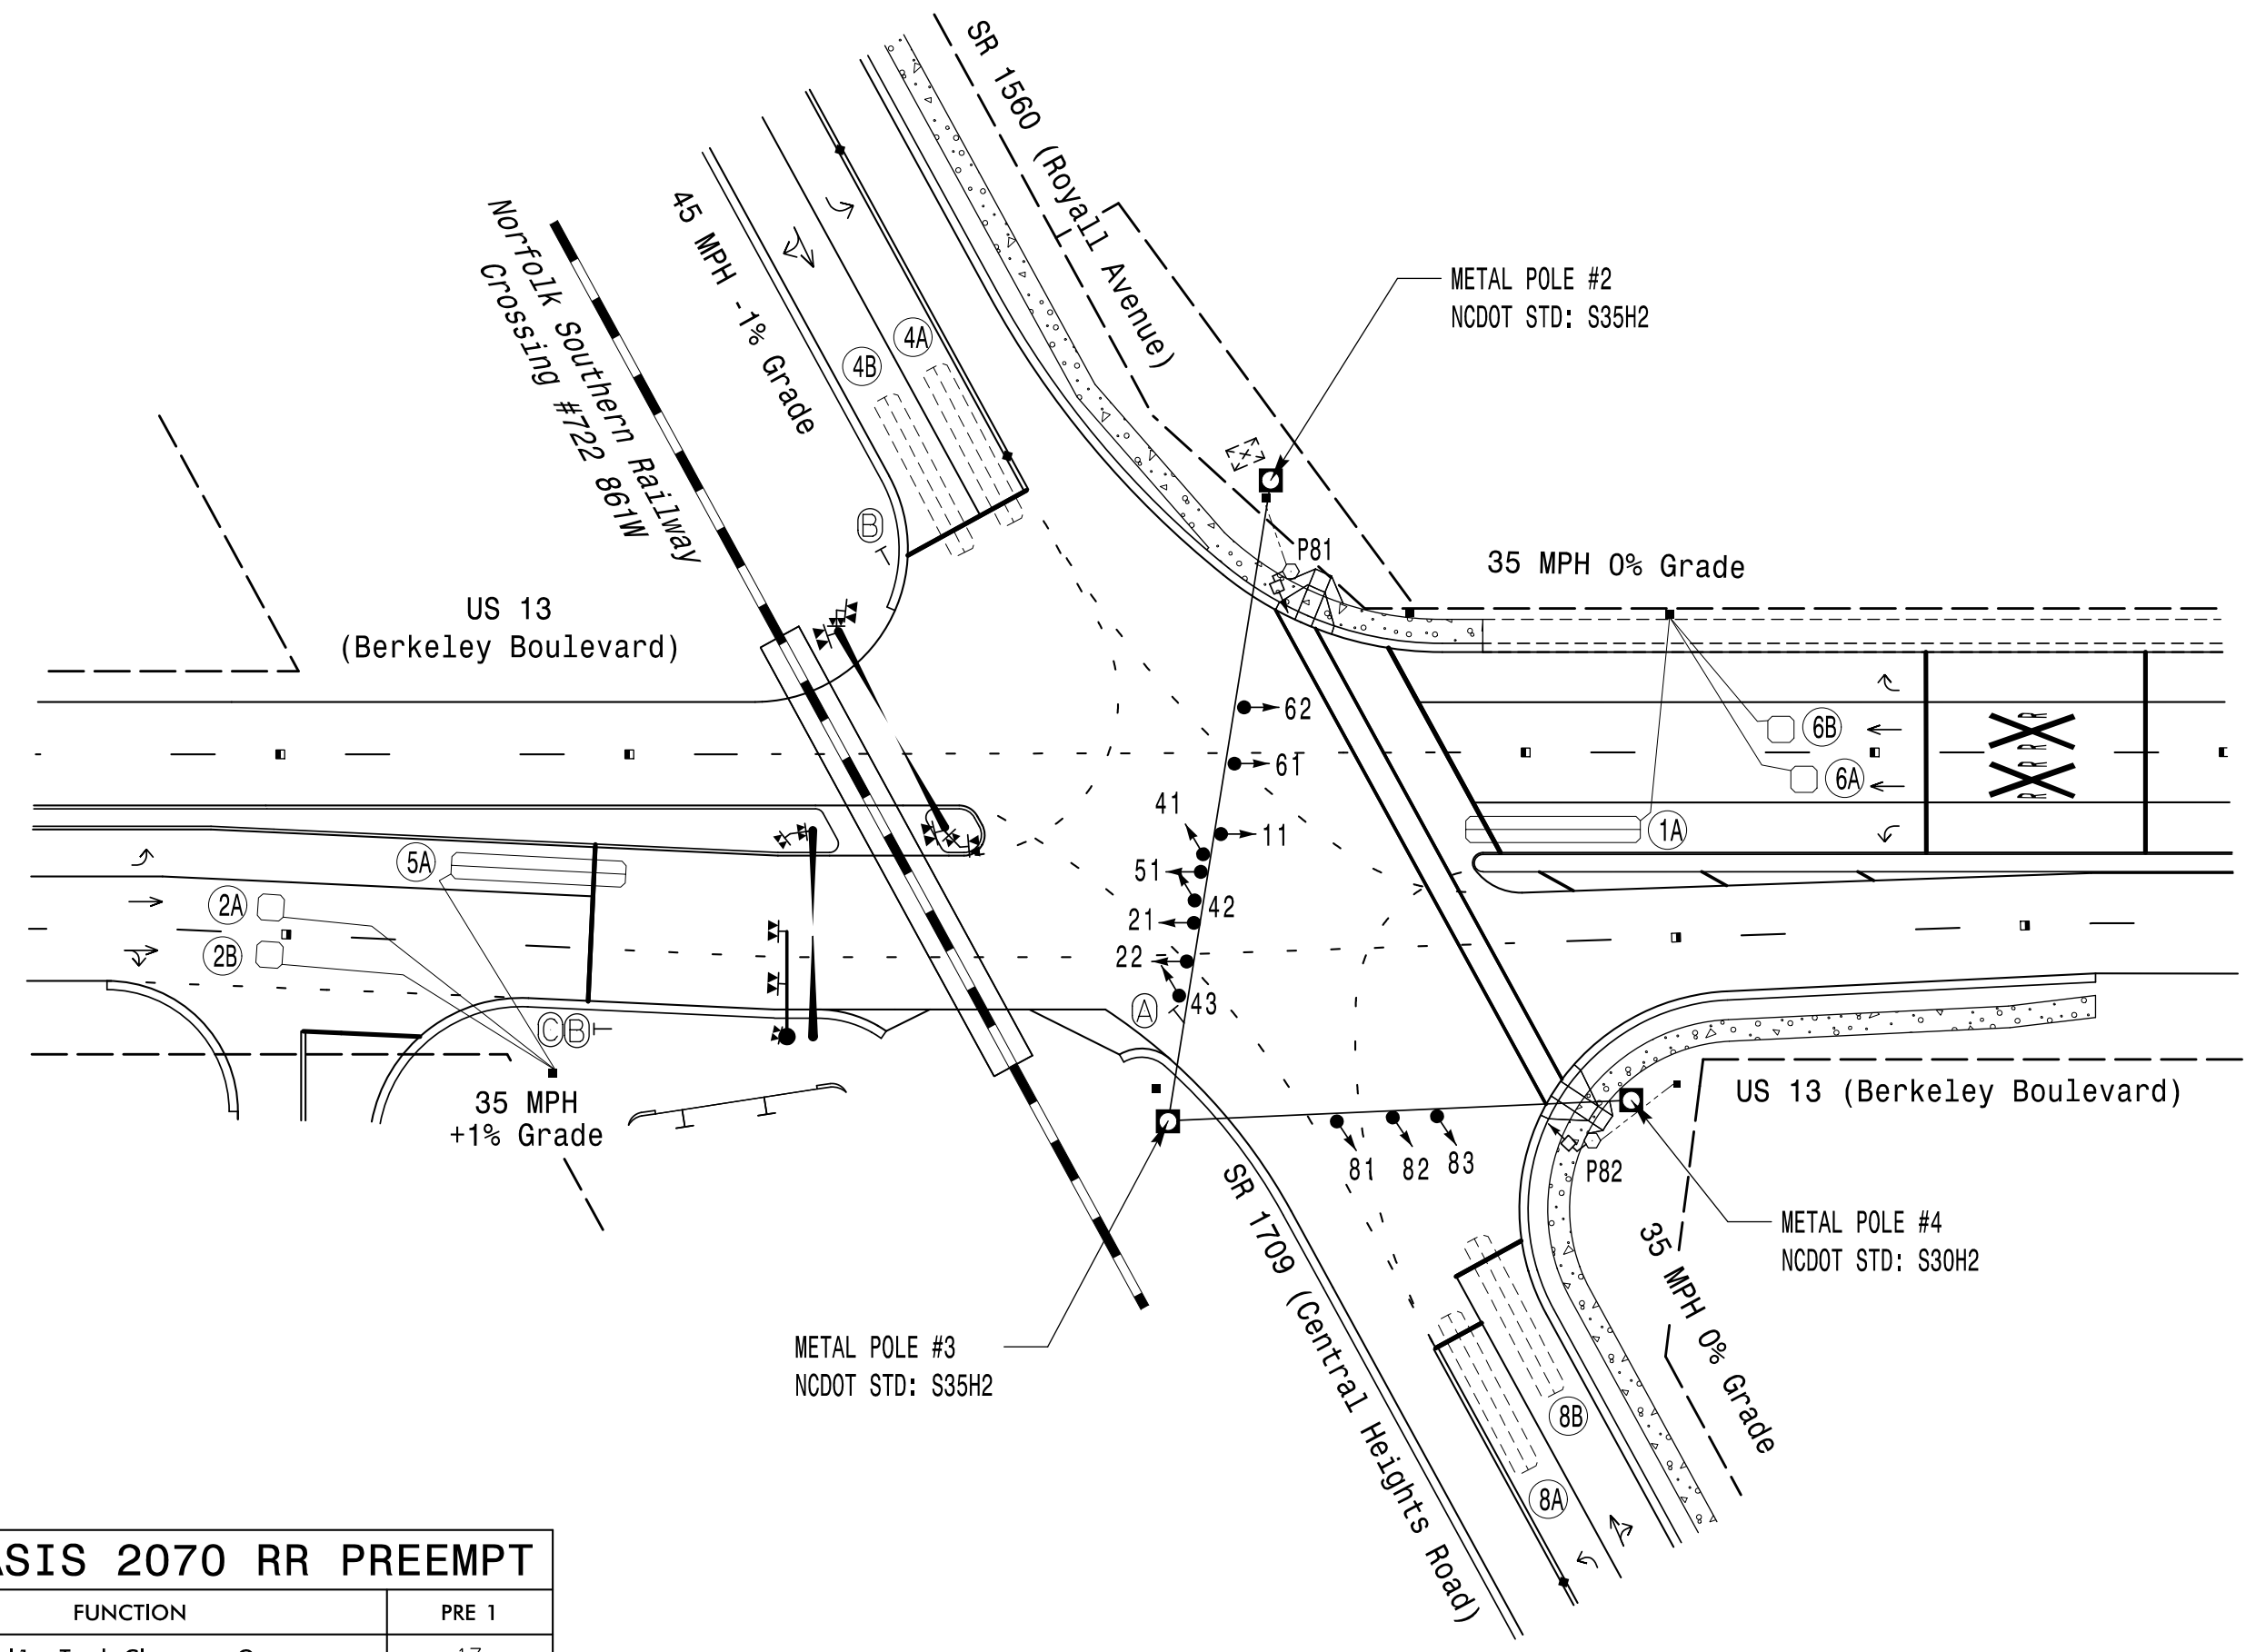 SR 1560 (Royall Avenue)
45 MPH -1% Grade
Norfolk Southern Railway
Crossing #722 861W
METAL POLE #2
NCDOT STD: S35H2
4A
4B
B
P81
35 MPH 0% Grade
US 13
(Berkeley Boulevard)
62
6B
R R
61
6A
R R
41
11
1A
5A
51
2A
42
21
2B
22
43
A
C B
35 MPH
+1% Grade
US 13 (Berkeley Boulevard)
81
82
83
P82
SR 1709 (Central Heights Road)
35 MPH 0% Grade
METAL POLE #4
NCDOT STD: S30H2
METAL POLE #3
NCDOT STD: S35H2
8B
8A
ASIS 2070 RR PREEMPT
FUNCTION
PRE 1
17